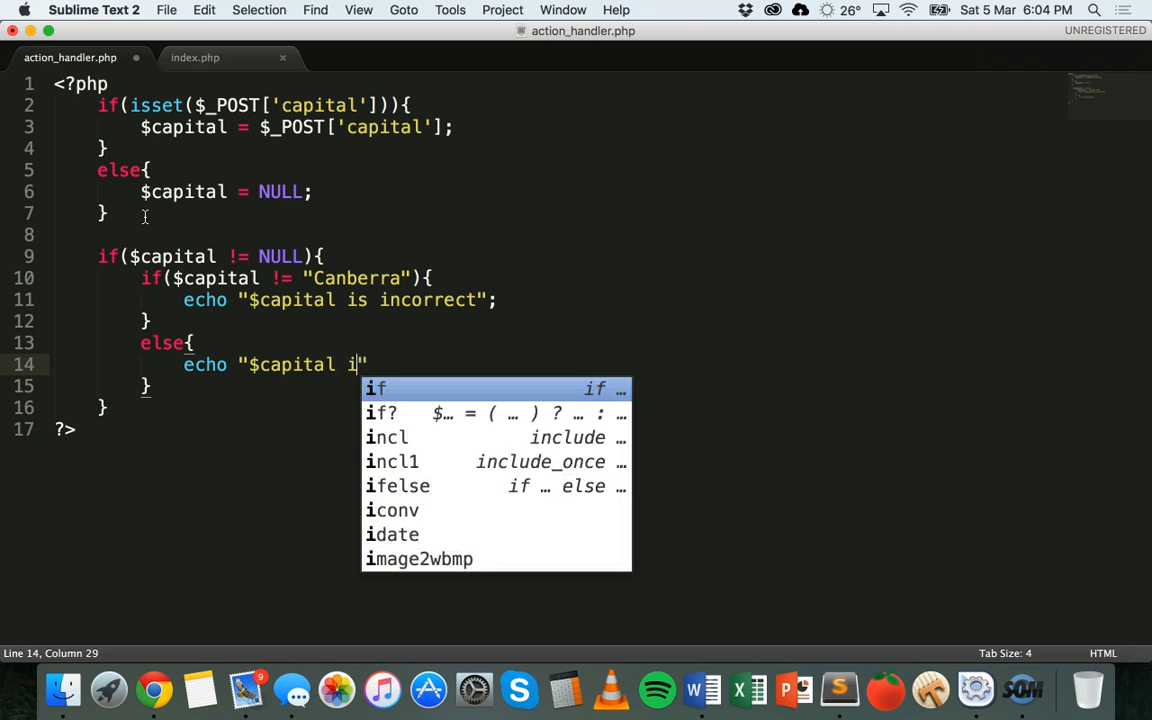 Sublime Text 2 File Edit Selection Find View Goto Tools Project Window Help 26° Sat 5 Mar 6:04 PM
action_handler.php UNREGISTERED
action_handler.php index.php ×
1 <?php
2 if(isset($_POST['capital'])){
3 $capital = $_POST['capital'];
4 }
5 else{
6 $capital = NULL;
7 }
8
9 if($capital != NULL){
10 if($capital != "Canberra"){
11 echo "$capital is incorrect";
12 }
13 else{
14 echo "$capital i"
15 }
16 }
17 ?>
if if …
if? $… = ( … ) ? … : …
incl include …
incl1 include_once …
ifelse if … else …
iconv
idate
image2wbmp
Line 14, Column 29 Tab Size: 4 HTML
9 S W X P S SOM